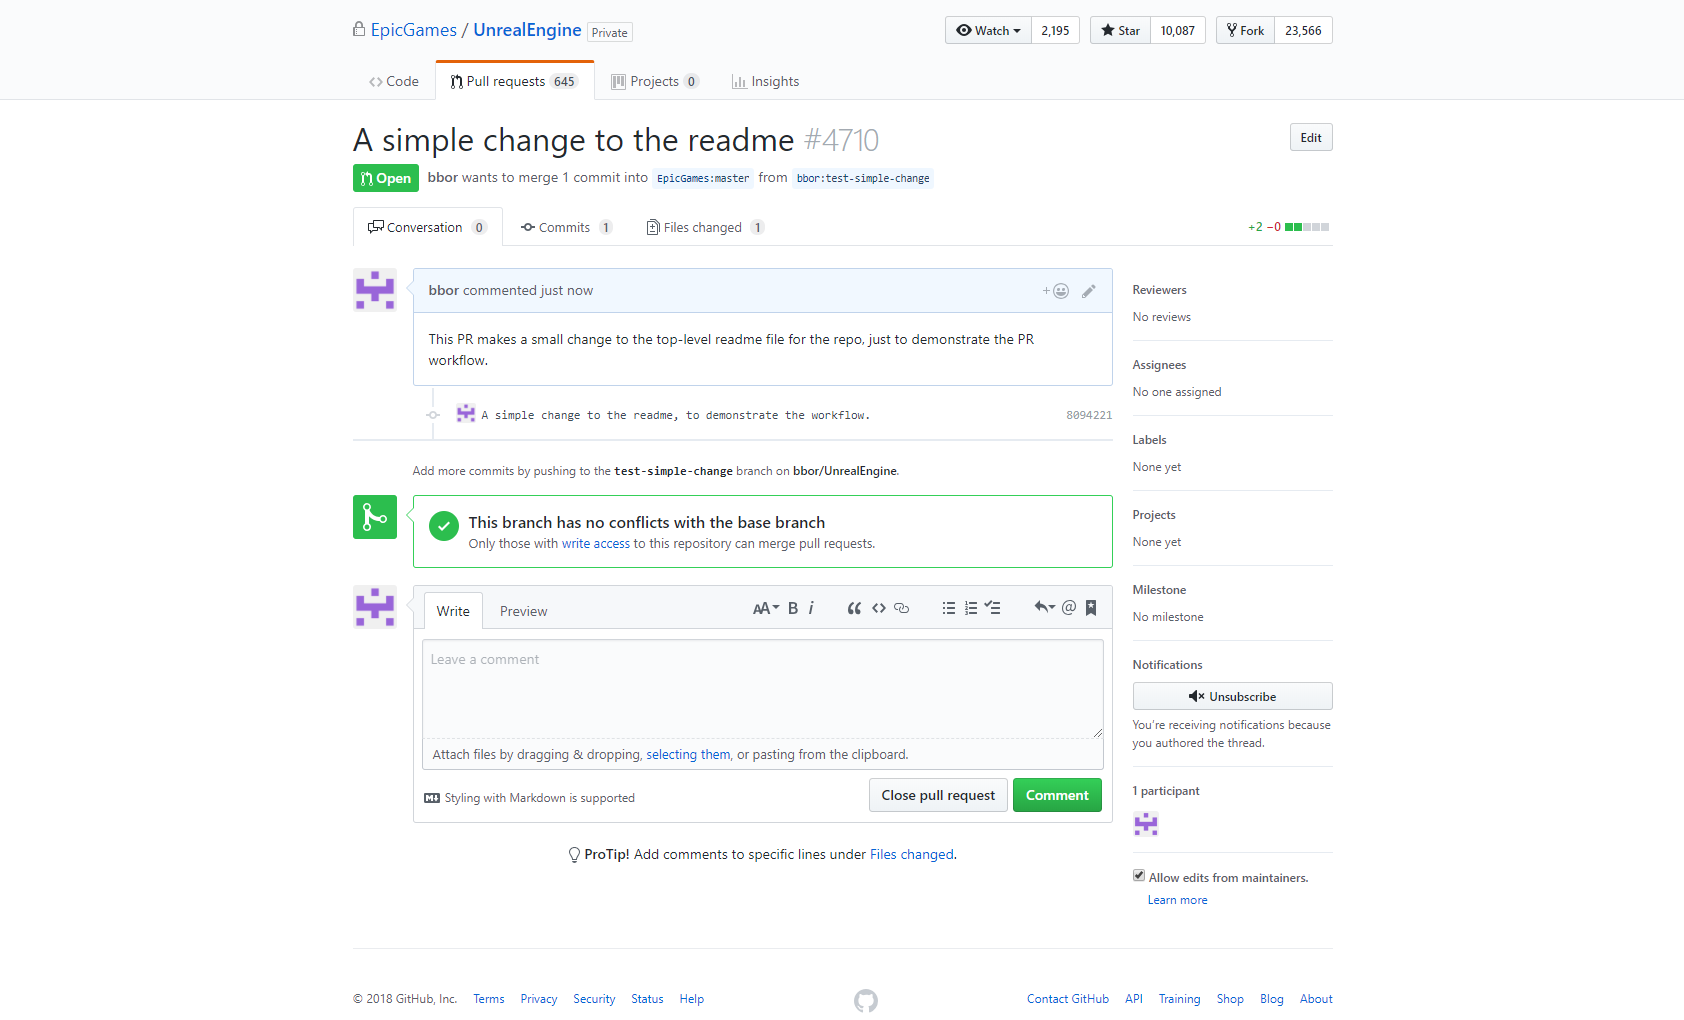 EpicGames / UnrealEngine Private
Watch 2,195 Star 10,087 Fork 23,566
Code Pull requests 645 Projects 0 Insights
A simple change to the readme #4710 Edit
Open bbor wants to merge 1 commit into EpicGames:master from bbor:test-simple-change
Conversation 0 Commits 1 Files changed 1 +2 −0
bbor commented just now
This PR makes a small change to the top-level readme file for the repo, just to demonstrate the PR
workflow.
A simple change to the readme, to demonstrate the workflow. 8094221
Add more commits by pushing to the test-simple-change branch on bbor/UnrealEngine.
This branch has no conflicts with the base branch
Only those with write access to this repository can merge pull requests.
Write Preview AA B i
Leave a comment
Attach files by dragging & dropping, selecting them, or pasting from the clipboard.
Styling with Markdown is supported
Close pull request Comment
ProTip! Add comments to specific lines under Files changed.
Reviewers
No reviews
Assignees
No one assigned
Labels
None yet
Projects
None yet
Milestone
No milestone
Notifications
Unsubscribe
You're receiving notifications because
you authored the thread.
1 participant
Allow edits from maintainers.
Learn more
© 2018 GitHub, Inc. Terms Privacy Security Status Help
Contact GitHub API Training Shop Blog About